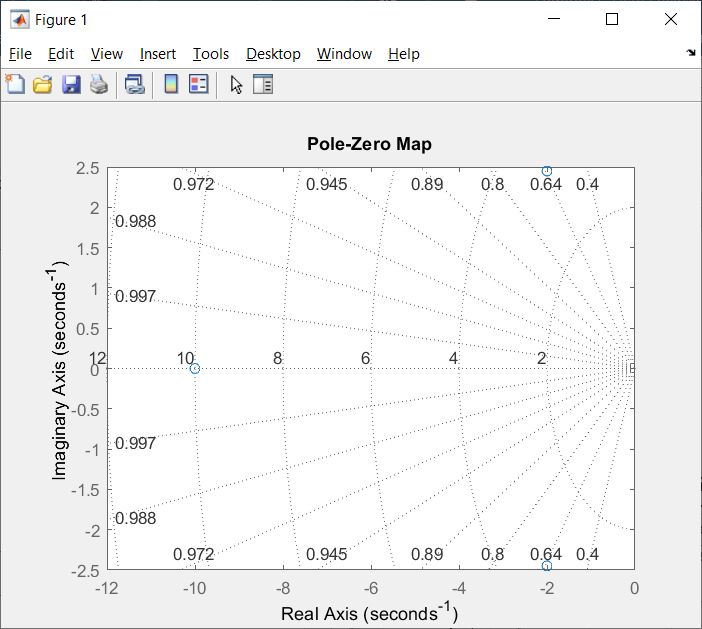 Figure 1
File Edit View Insert Tools Desktop Window Help
Pole-Zero Map
2.5
0.972 0.945 0.89 0.8 0.64 0.4
2
0.988
1.5
1
0.997
0.5
12 10 8 6 4 2
0
-0.5
0.997
-1
-1.5
0.988
-2
0.972 0.945 0.89 0.8 0.64 0.4
-2.5
-12 -10 -8 -6 -4 -2 0
Imaginary Axis (seconds⁻¹)
Real Axis (seconds⁻¹)